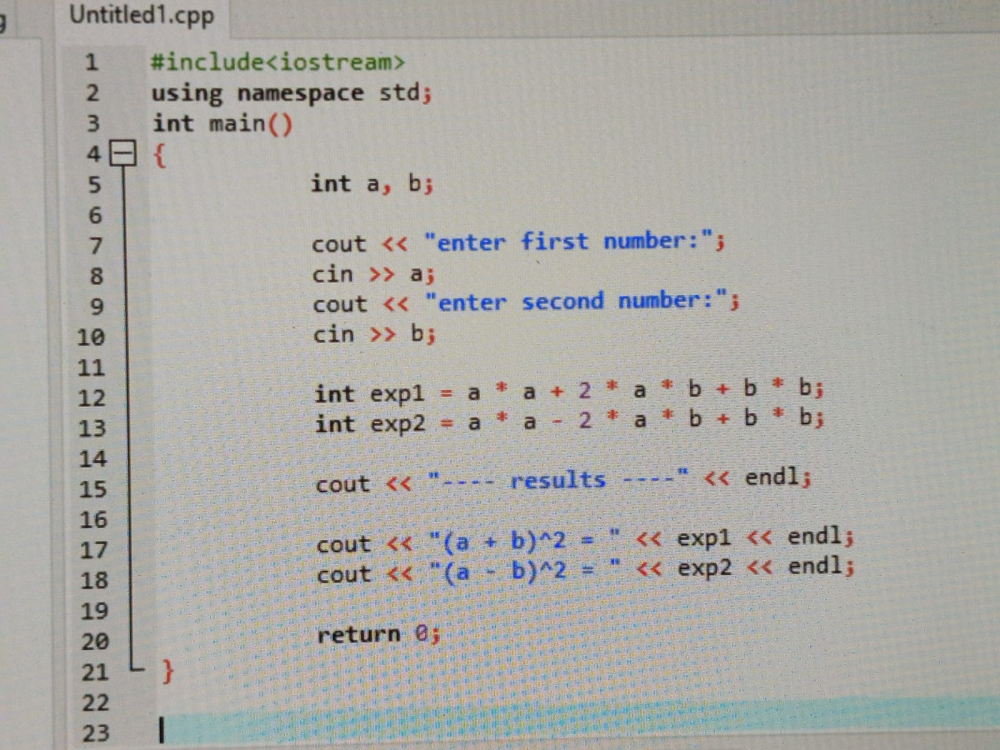 Untitled1.cpp
1 #include<iostream>
2 using namespace std;
3 int main()
4 {
5 int a, b;
6
7 cout << "enter first number:";
8 cin >> a;
9 cout << "enter second number:";
10 cin >> b;
11
12 int exp1 = a * a + 2 * a * b + b * b;
13 int exp2 = a * a - 2 * a * b + b * b;
14
15 cout << "---- results ----" << endl;
16
17 cout << "(a + b)^2 = " << exp1 << endl;
18 cout << "(a - b)^2 = " << exp2 << endl;
19
20 return 0;
21 }
22
23